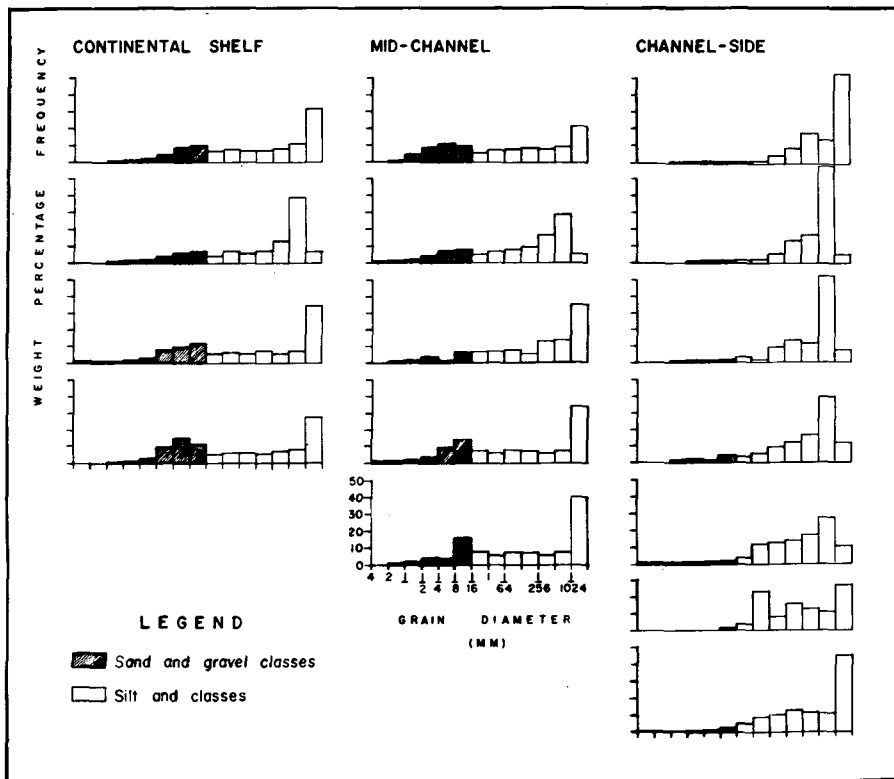 CONTINENTAL SHELF
MID-CHANNEL
CHANNEL-SIDE
WEIGHT PERCENTAGE FREQUENCY
50
40
30
20
10
0
4 2 1 1/2 1/4 1/8 1/16 1 1/64 1/256 1/1024
GRAIN DIAMETER
(MM)
LEGEND
Sand and gravel classes
Silt and classes